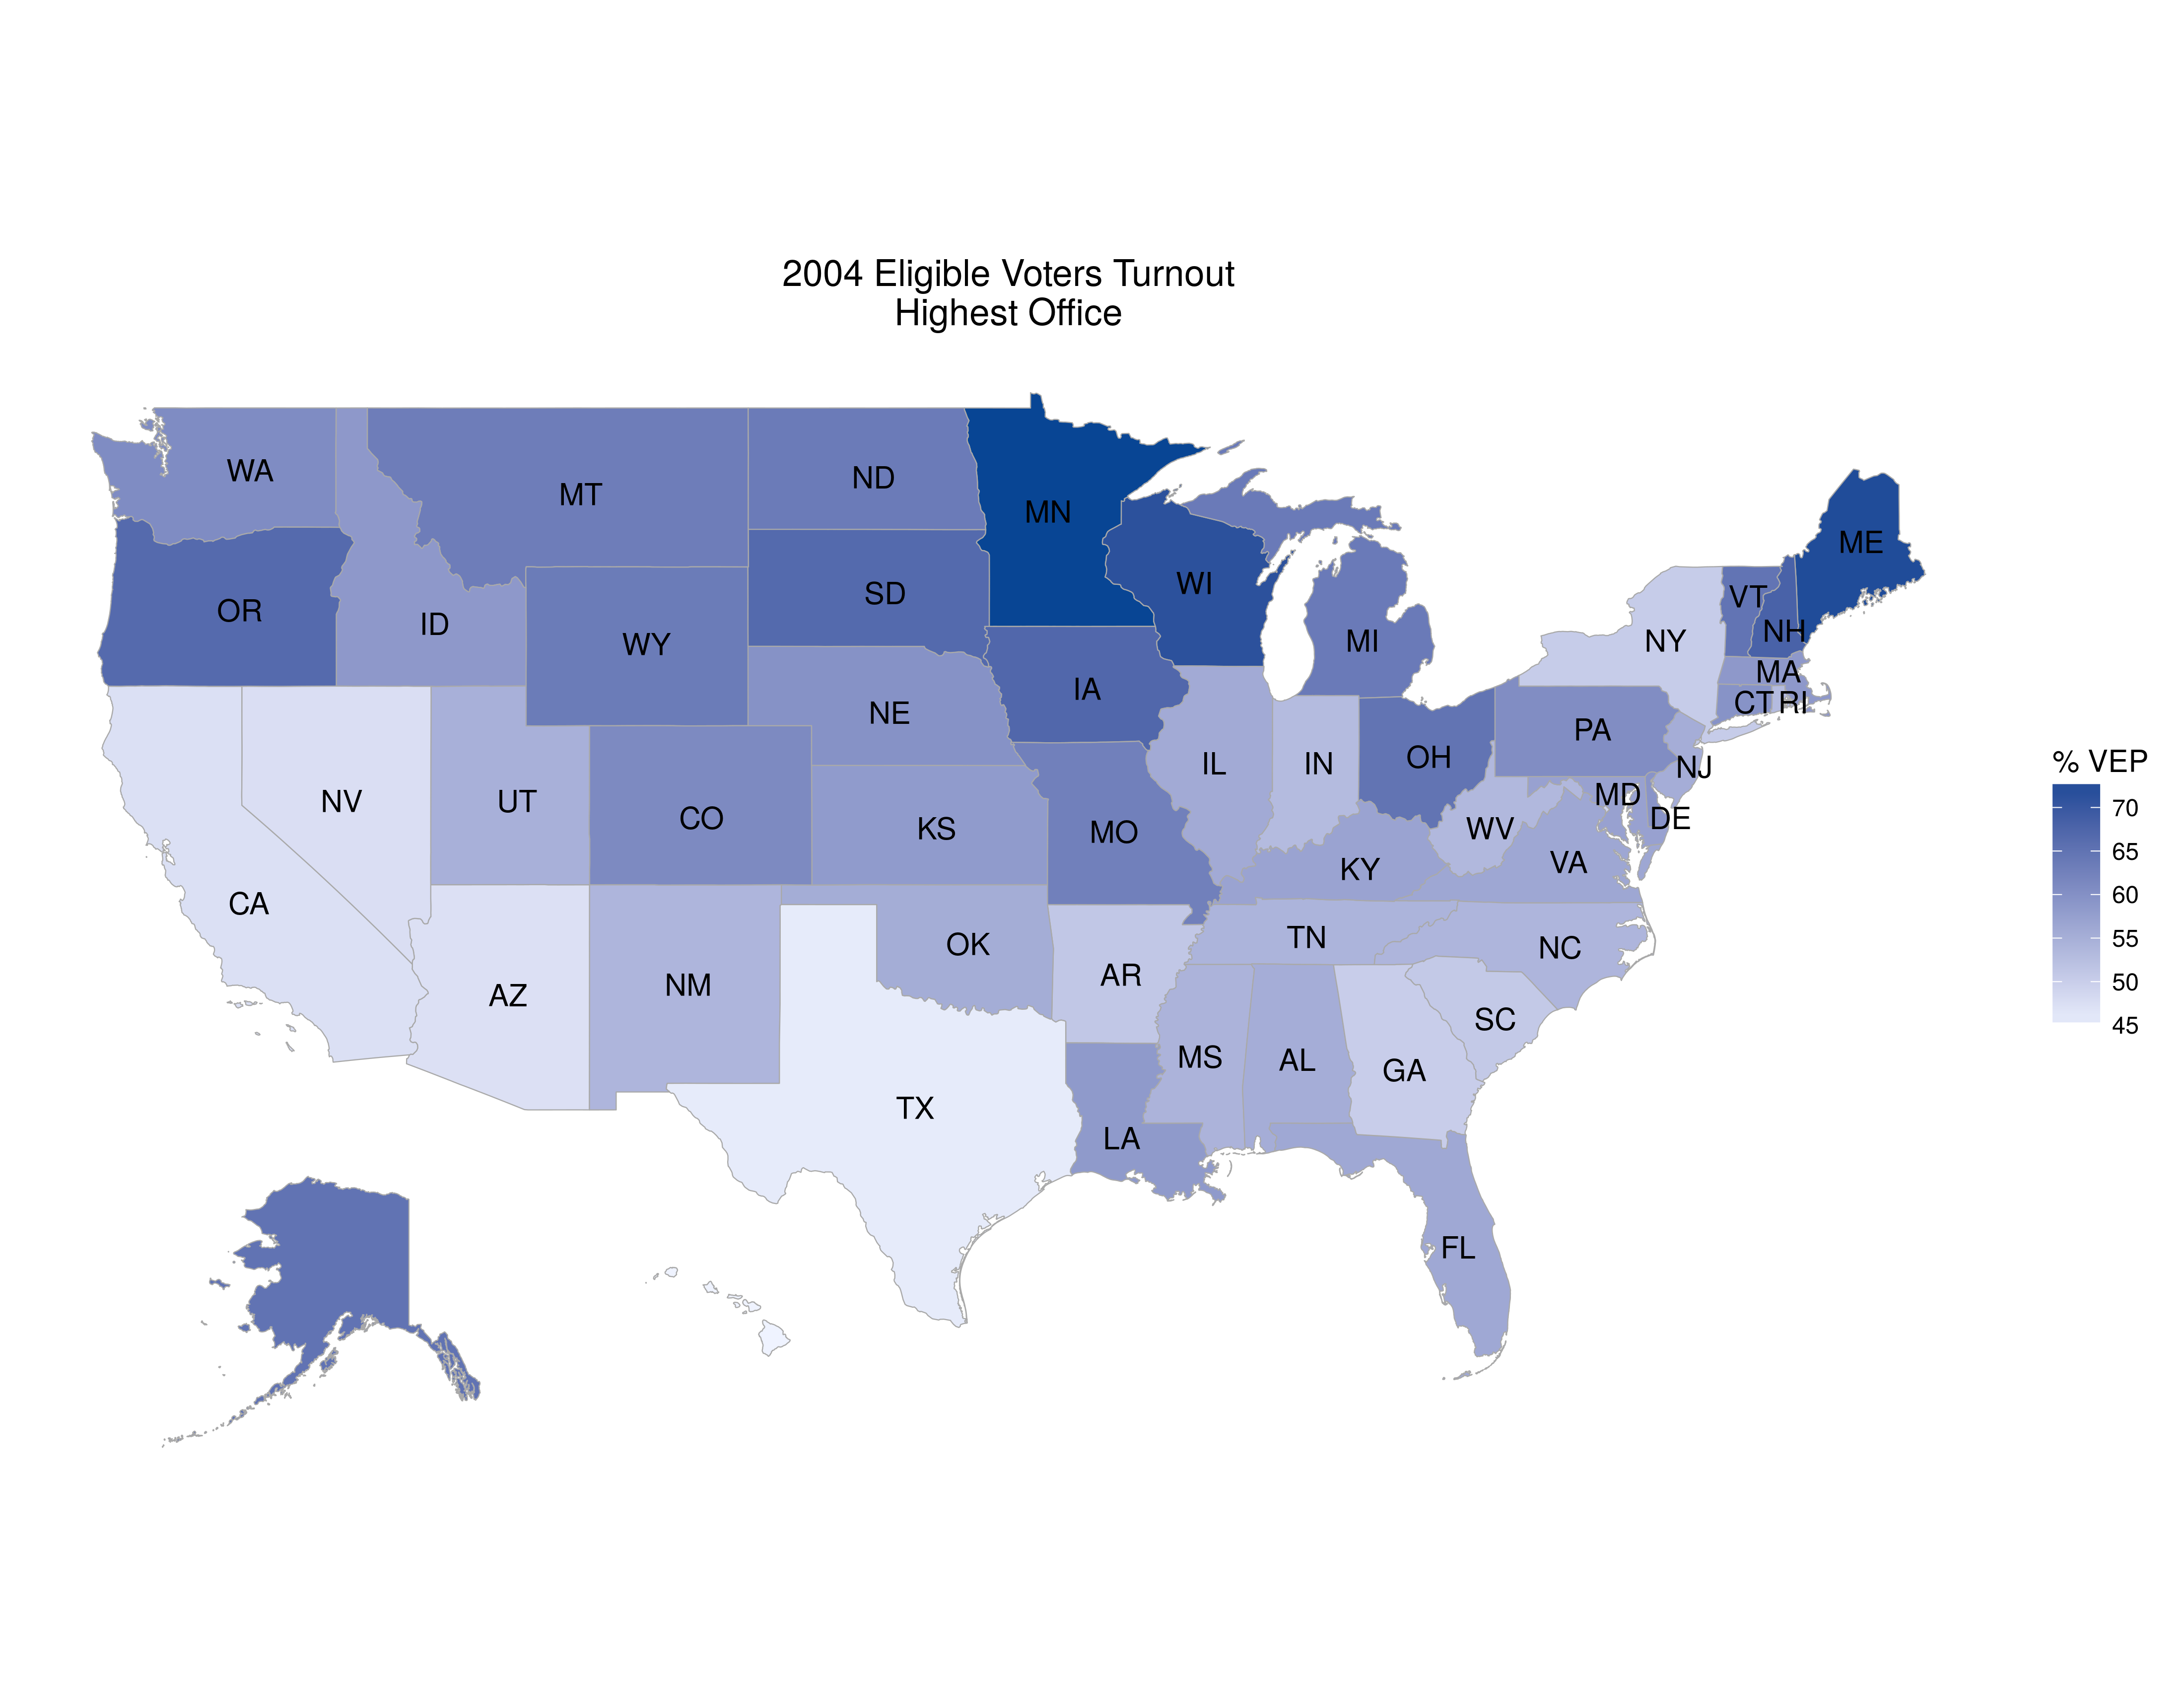 2004 Eligible Voters Turnout
Highest Office
WA
MT
ND
MN
ME
OR
ID
WY
SD
WI
MI
VT
NH
NY
MA
CT RI
IA
NE
PA
NJ
NV
UT
CO
KS
MO
IL
IN
OH
MD
DE
WV
VA
KY
CA
AZ
NM
OK
AR
TN
NC
SC
MS
AL
GA
TX
LA
FL
% VEP
70
65
60
55
50
45